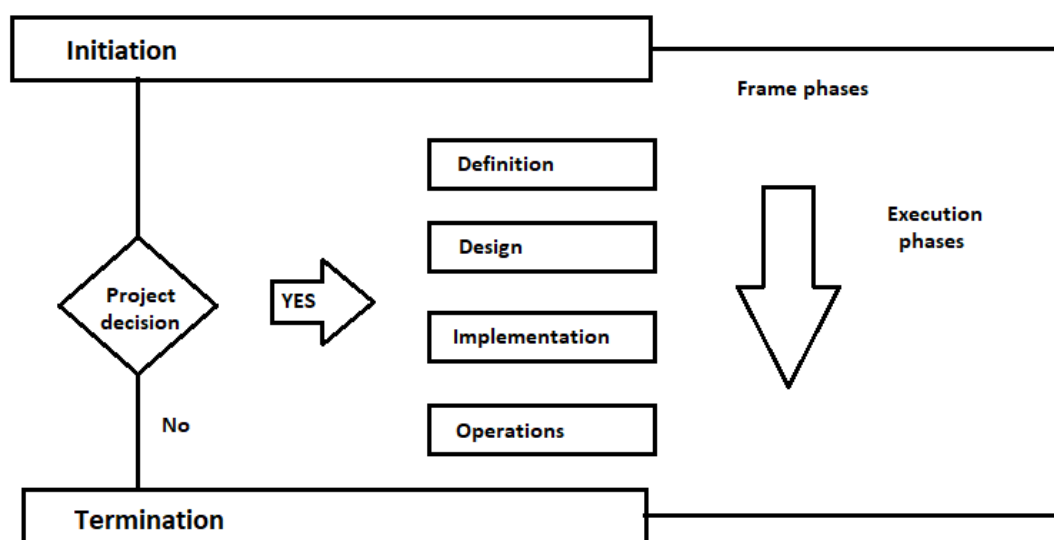 Initiation
Frame phases
Definition
Execution
phases
Design
Project
decision
YES
Implementation
No
Operations
Termination